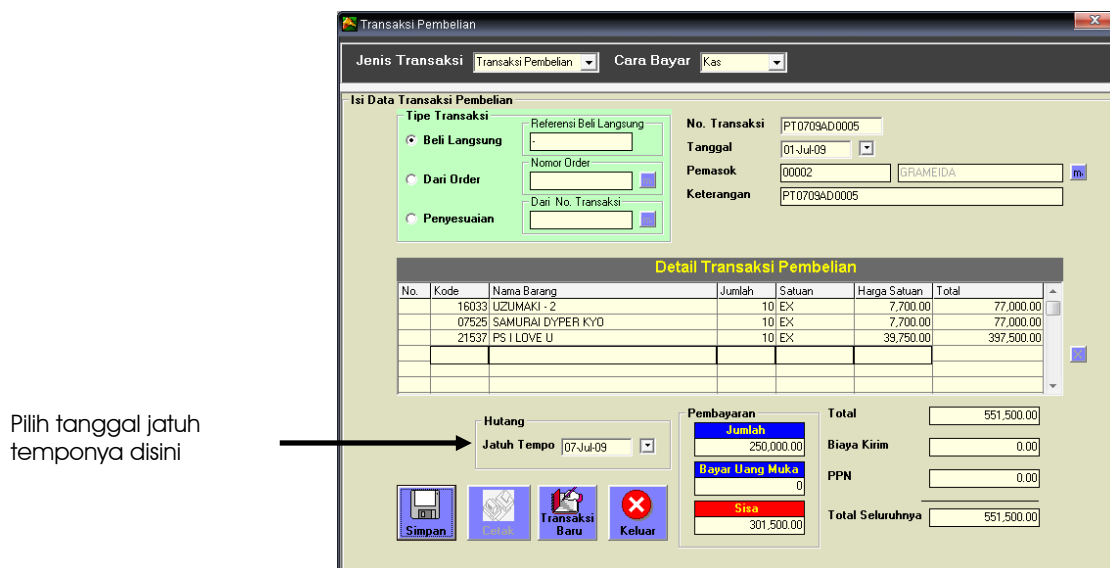 Transaksi Pembelian
Jenis Transaksi Transaksi Pembelian Cara Bayar Kas
Isi Data Transaksi Pembelian
Tipe Transaksi
Beli Langsung
Referensi Beli Langsung
-
Dari Order
Nomor Order
Penyesuaian
Dari No. Transaksi
No. Transaksi PT0709AD0005
Tanggal 01-Jul-09
Pemasok 00002 GRAMEIDA
Keterangan PT0709AD0005
Detail Transaksi Pembelian
No. Kode Nama Barang Jumlah Satuan Harga Satuan Total
16033 UZUMAKI - 2 10 EX 7,700.00 77,000.00
07525 SAMURAI DYPER KYO 10 EX 7,700.00 77,000.00
21537 PS I LOVE U 10 EX 39,750.00 397,500.00
Pilih tanggal jatuh
temponya disini
Hutang
Jatuh Tempo 07-Jul-09
Pembayaran
Jumlah
250,000.00
Bayar Uang Muka
0
Sisa
301,500.00
Total 551,500.00
Biaya Kirim 0.00
PPN 0.00
Total Seluruhnya 551,500.00
Simpan
Cetak
Transaksi
Baru
Keluar